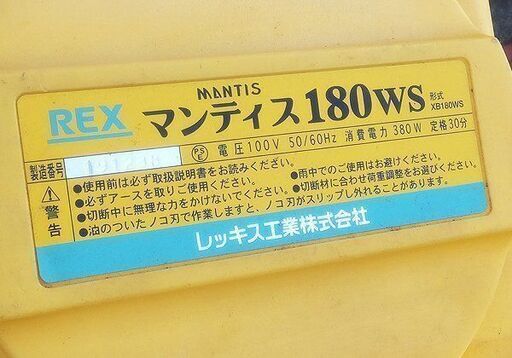 MANTIS
REX マンティス180WS 形式 XB180WS
PSE 電圧100V 50/60Hz 消費電力 380W 定格30分
製造番号
警告
●使用前は必ず取扱説明書をお読みください。
●必ずアースを取りご使用ください。 ●雨中でのご使用はお避けください。
●切断中に無理な力をかけないでください。 ●切断材に合わせ荷重調整をお選びください。
●油のついたノコ刃で作業しますと、ノコ刃がスリップし外れることがあります。
レッキス工業株式会社